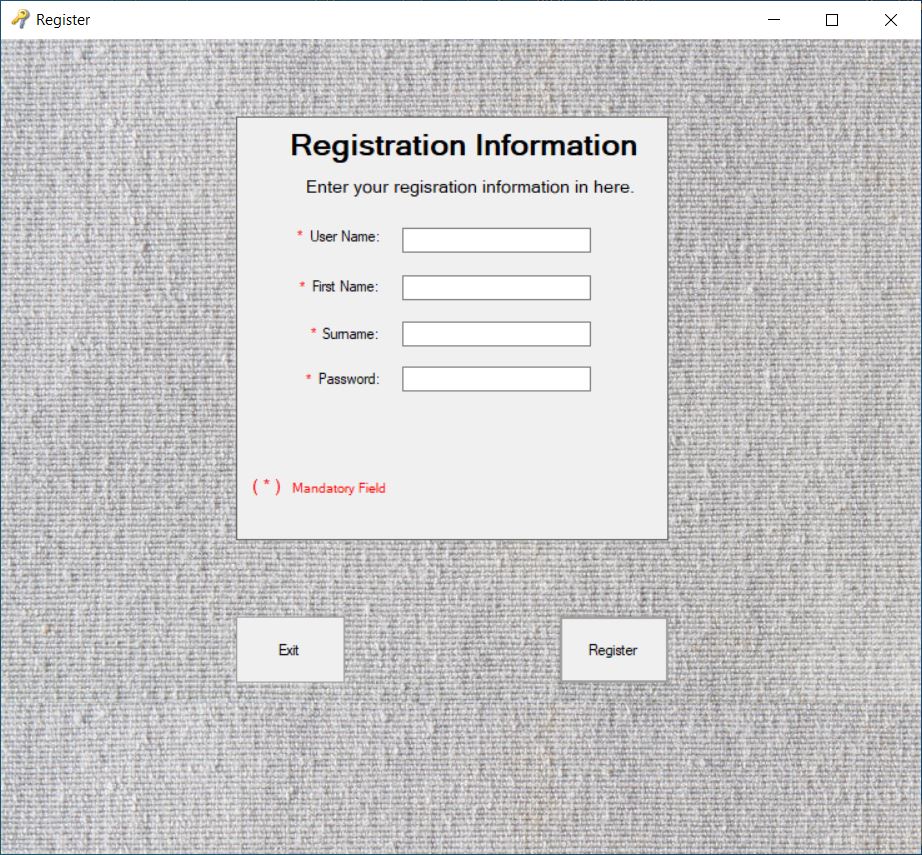 Register
Registration Information
Enter your regisration information in here.
* User Name:
* First Name:
* Surname:
* Password:
( * ) Mandatory Field
Exit
Register